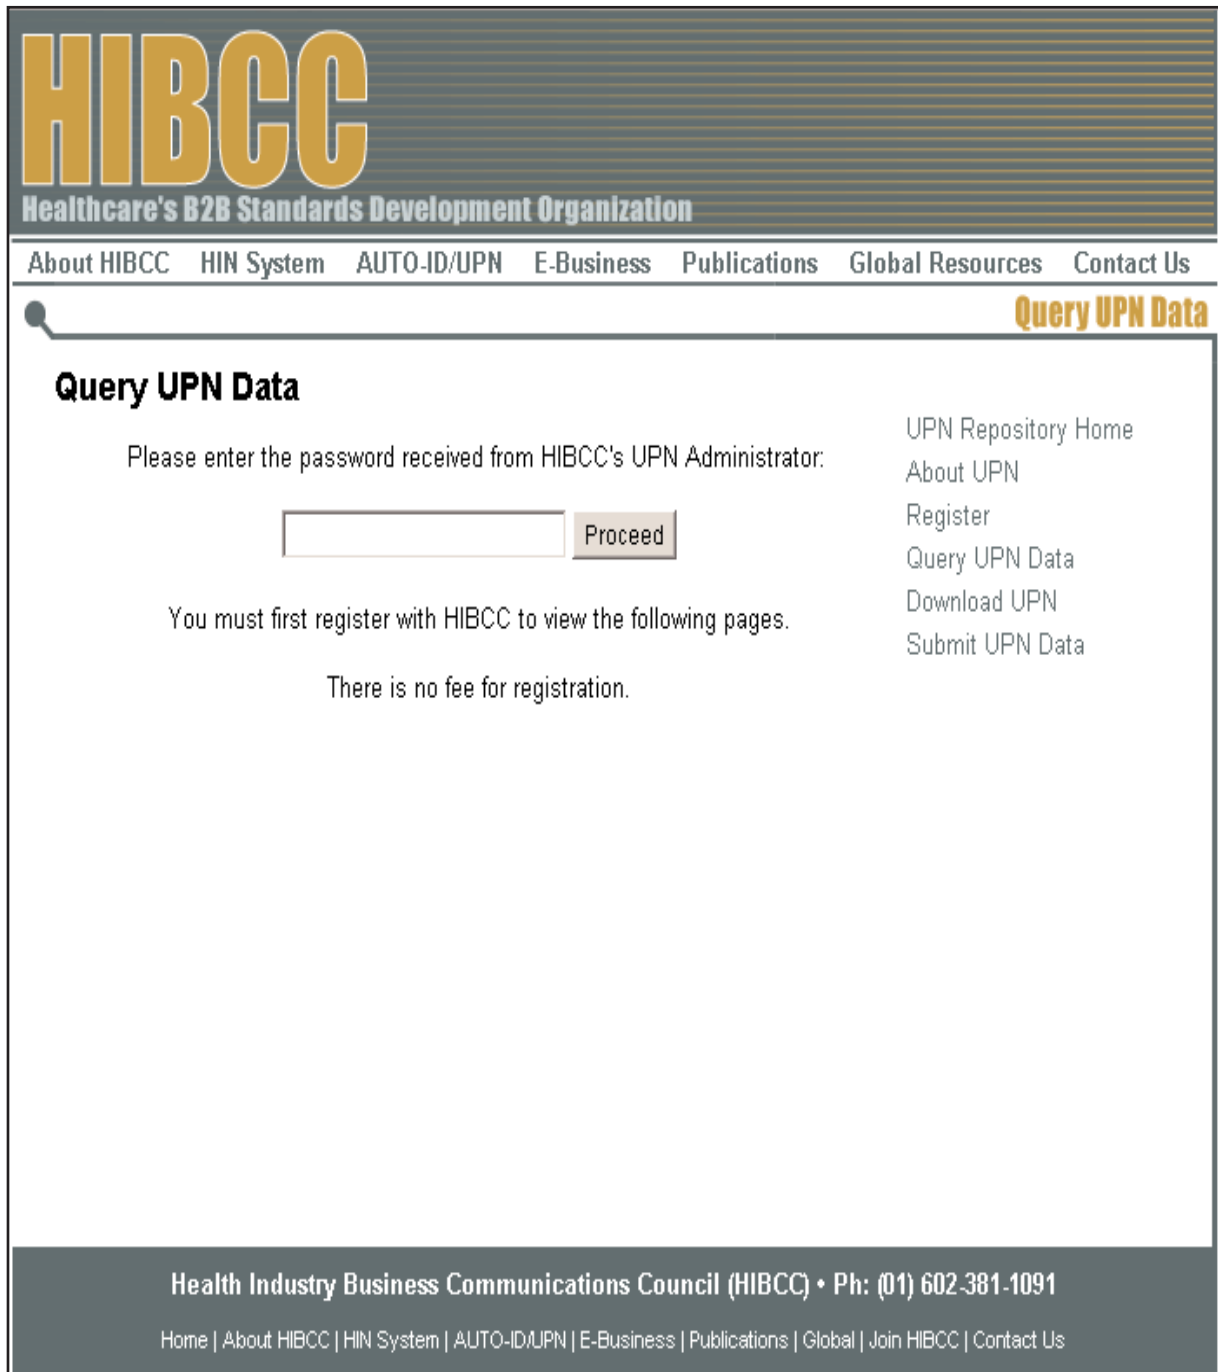 HIBCC
Healthcare's B2B Standards Development Organization
About HIBCC HIN System AUTO-ID/UPN E-Business Publications Global Resources Contact Us
Query UPN Data
Query UPN Data
Please enter the password received from HIBCC's UPN Administrator:
Proceed
You must first register with HIBCC to view the following pages.
There is no fee for registration.
UPN Repository Home
About UPN
Register
Query UPN Data
Download UPN
Submit UPN Data
Health Industry Business Communications Council (HIBCC) • Ph: (01) 602-381-1091
Home | About HIBCC | HIN System | AUTO-ID/UPN | E-Business | Publications | Global | Join HIBCC | Contact Us